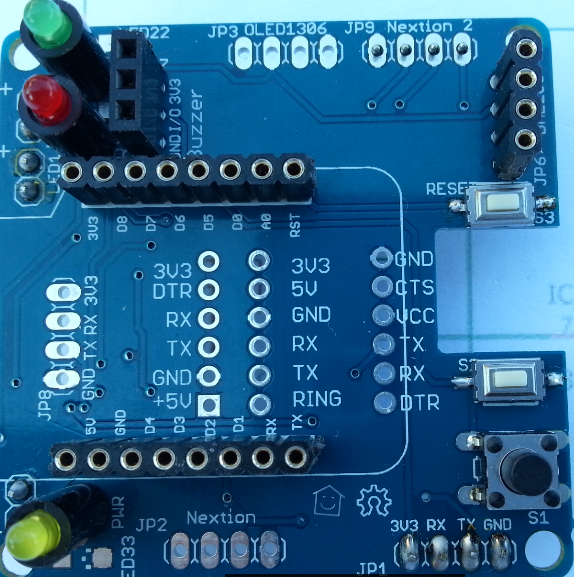 ED22 JP3 OLED1306 JP9 Nextion 2
GND I/O 3V3
Buzzer
LED1
JP6
RESET
S3
3V3 D8 D7 D6 D5 D0 A0 RST
3V3 3V3 GND
DTR 5V CTS
RX GND VCC
TX RX TX
GND TX RX
+5V RING DTR
3V3 RX TX GND
JP8
5V GND D4 D3 D2 D1 RX TX
S1
PWR
ED33
JP2 Nextion
JP1 3V3 RX TX GND
IC